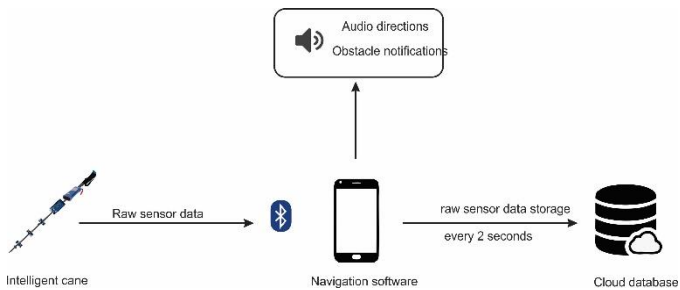 Audio directions
Obstacle notifications
Raw sensor data
raw sensor data storage
every 2 seconds
Intelligent cane
Navigation software
Cloud database